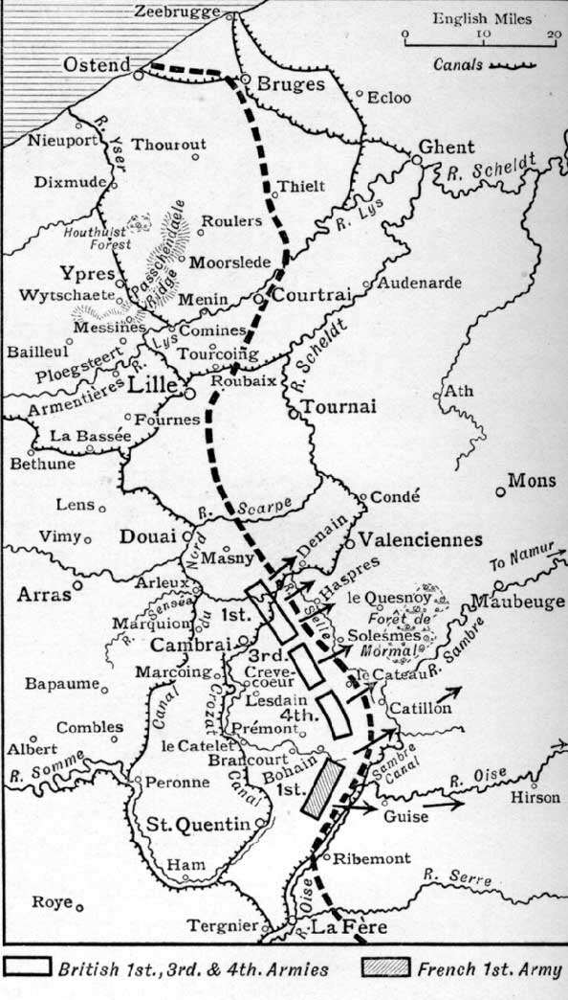 Zeebrugge
English Miles
0 10 20
Canals
Ostend
Bruges
Ecloo
Nieuport
R. Yser
Thourout
Ghent
R. Scheldt
Dixmude
Thielt
R. Lys
Houthulst
Forest
Roulers
Passchendaele
Ridge
Moorslede
Ypres
Audenarde
Wytschaete
Menin
Courtrai
Messines
Comines
Bailleul
Ploegsteert
R. Lys
Tourcoing
R. Scheldt
Armentières
Lille
Roubaix
Ath
Fournes
Tournai
La Bassée
Bethune
Mons
Lens
R. Scarpe
Condé
Vimy
Douai
Denain
Valenciennes
Masny
To Namur
Arras
Arleux
Haspres
le Quesnoy
Maubeuge
R. Sensée
1st.
R. Selle
Forêt de
Mormal
Marquion
Solesmes
Cambrai
R. Sambre
Canal du Nord
3rd.
Marcoing
Creve-
coeur
le Cateau
Bapaume
Crozat
Canal
Lesdain
4th.
Catillon
Combles
Prémont
Albert
le Catelet
Brancourt
Bohain
Sambre
Canal
R. Somme
Peronne
1st.
R. Oise
Hirson
St. Quentin
Guise
Ham
Ribemont
R. Serre
Roye
R. Oise
Tergnier
La Fère
British 1st., 3rd. & 4th. Armies
French 1st. Army